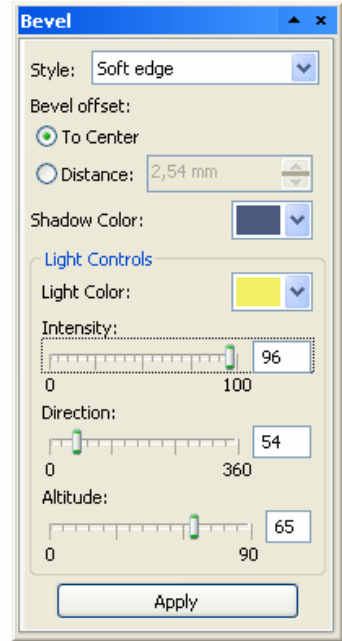 Bevel
Style: Soft edge
Bevel offset:
To Center
Distance: 2,54 mm
Shadow Color:
Light Controls
Light Color:
Intensity:
96
0 100
Direction:
54
0 360
Altitude:
65
0 90
Apply